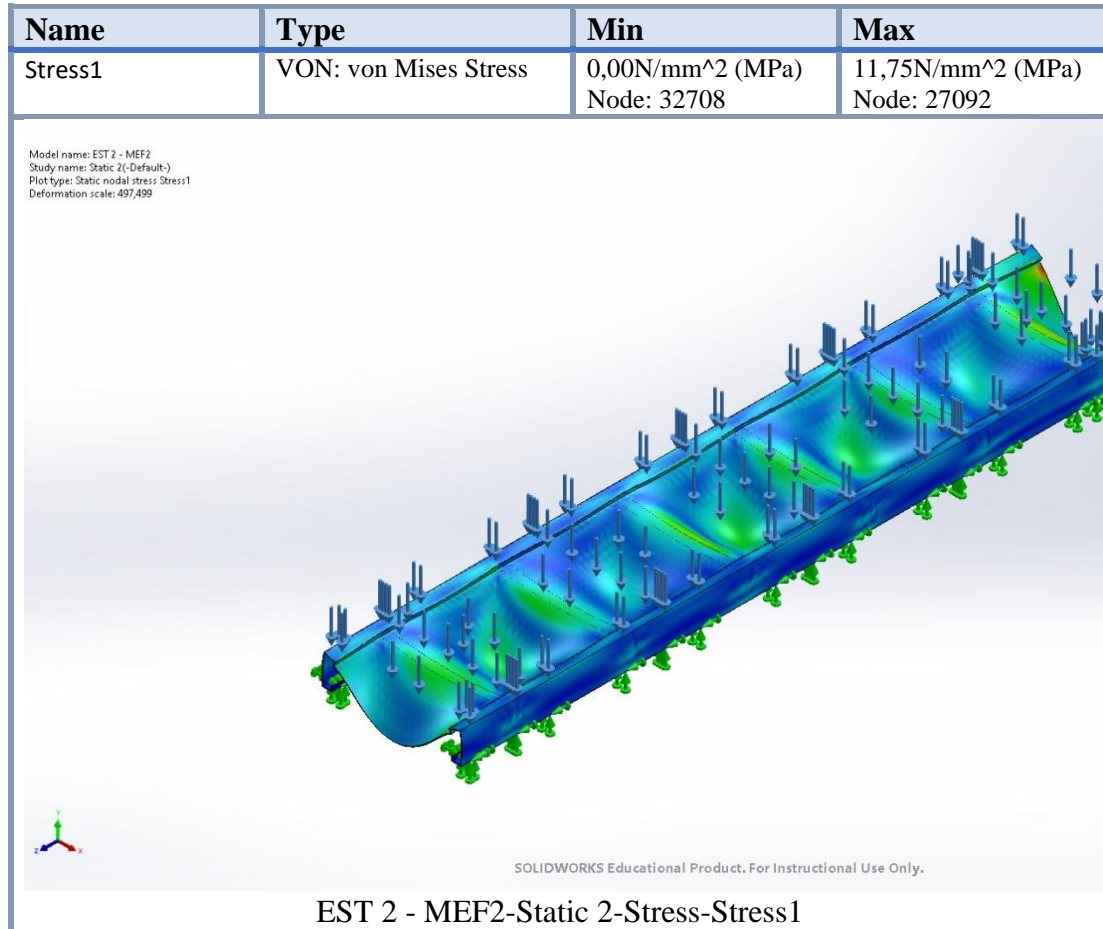 Name Type Min Max
Stress1 VON: von Mises Stress 0,00N/mm^2 (MPa) 11,75N/mm^2 (MPa)
Node: 32708 Node: 27092
Model name: EST 2 - MEF2
Study name: Static 2(-Default-)
Plot type: Static nodal stress Stress1
Deformation scale: 497,499
Y
Z X
SOLIDWORKS Educational Product. For Instructional Use Only.
EST 2 - MEF2-Static 2-Stress-Stress1